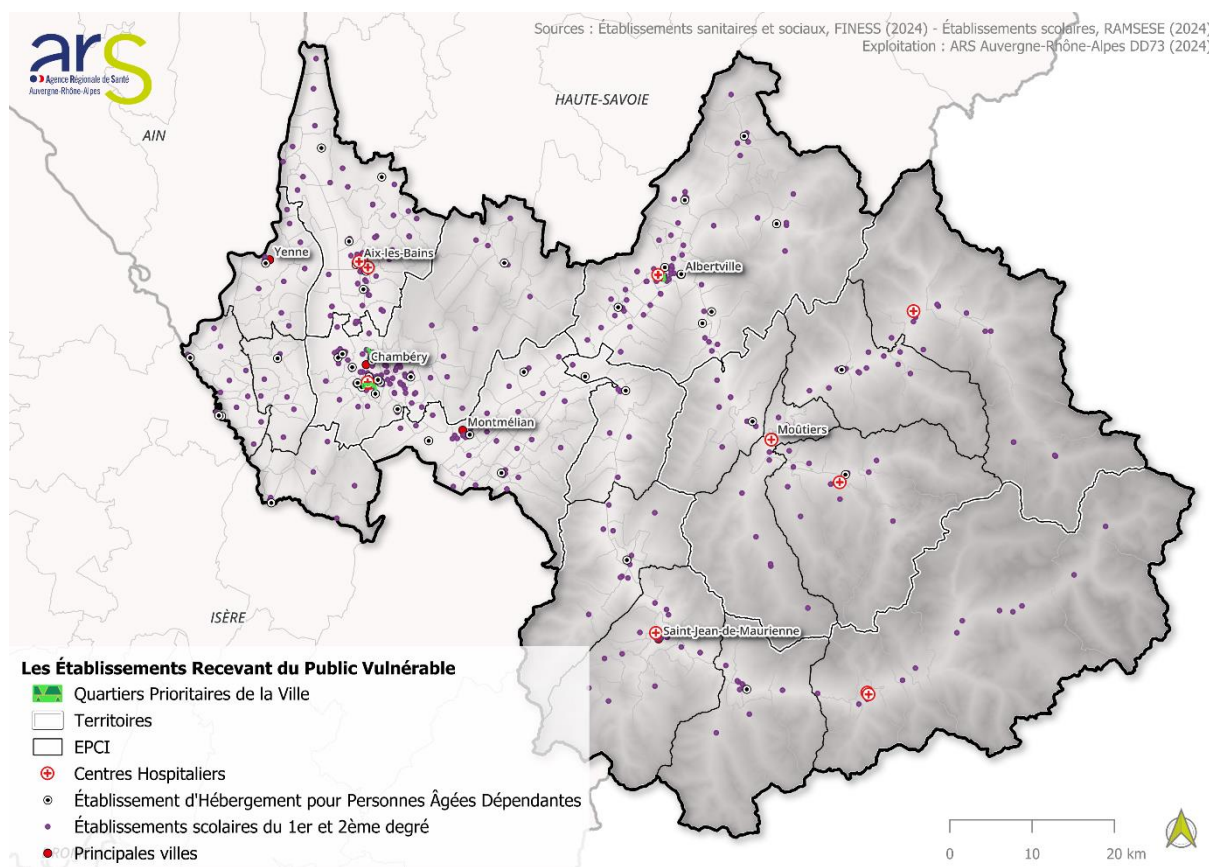 Sources : Établissements sanitaires et sociaux, FINESS (2024) - Établissements scolaires, RAMSESE (2024)
Exploitation : ARS Auvergne-Rhône-Alpes DD73 (2024)
ars
Agence Régionale de Santé
Auvergne-Rhône-Alpes
HAUTE-SAVOIE
AIN
Yenne
Aix-les-Bains
Albertville
Chambéry
Montmélian
Moûtiers
ISÈRE
Saint-Jean-de-Maurienne
Les Établissements Recevant du Public Vulnérable
Quartiers Prioritaires de la Ville
Territoires
EPCI
Centres Hospitaliers
Établissement d'Hébergement pour Personnes Âgées Dépendantes
Établissements scolaires du 1er et 2ème degré
Principales villes
0 10 20 km